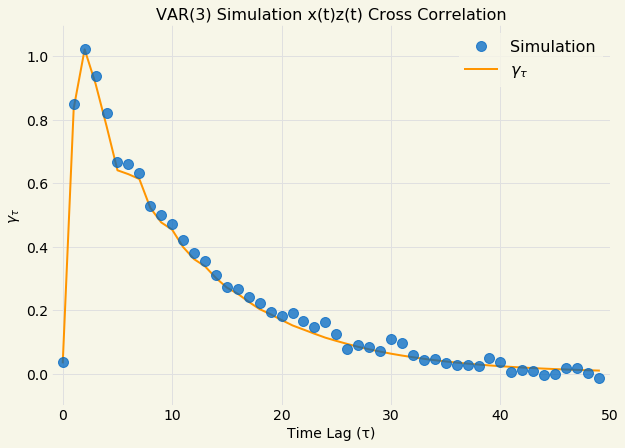 VAR(3) Simulation x(t)z(t) Cross Correlation
Simulation
γτ
γτ
1.0
0.8
0.6
0.4
0.2
0.0
0
10
20
30
40
50
Time Lag (τ)